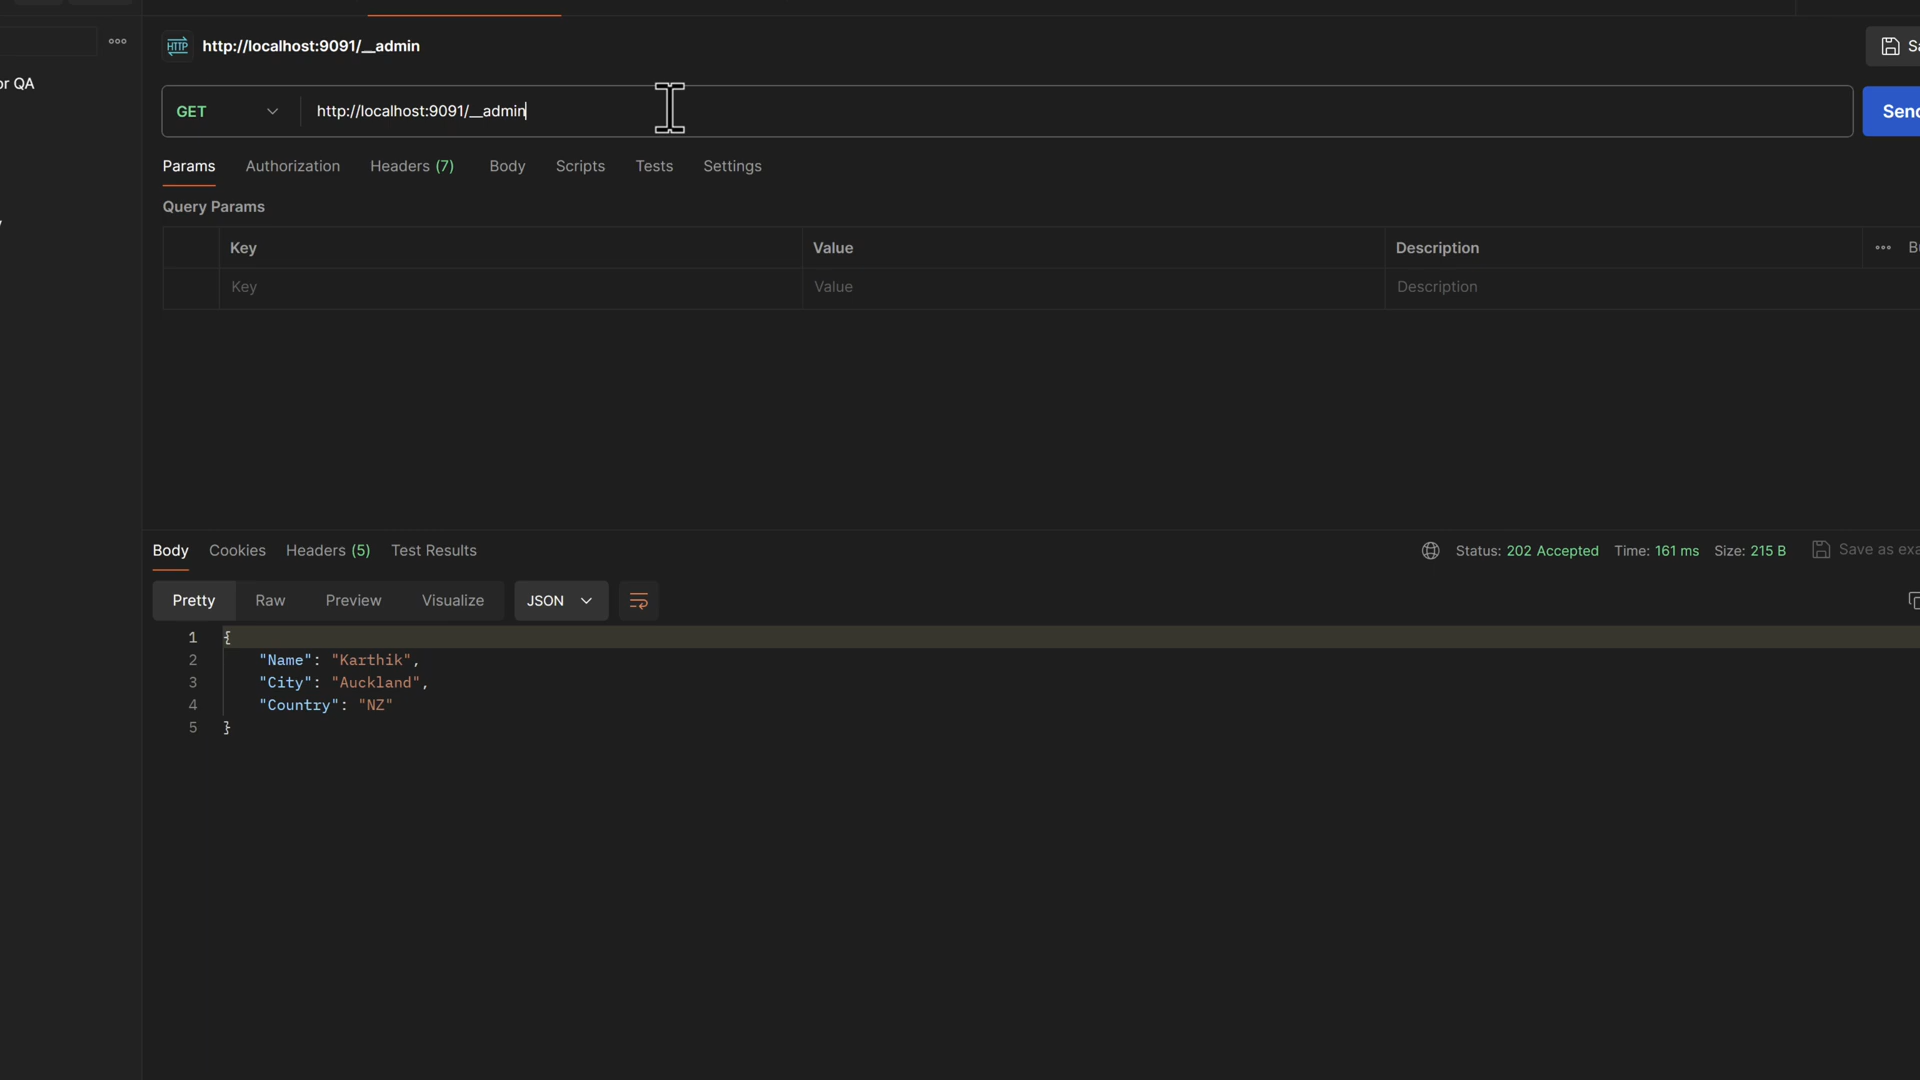 http://localhost:9091/__admin
or QA
GET http://localhost:9091/__admin
Params Authorization Headers (7) Body Scripts Tests Settings
Query Params
Key Value Description
Key Value Description
Body Cookies Headers (5) Test Results Status: 202 Accepted Time: 161 ms Size: 215 B Save as exa
Pretty Raw Preview Visualize JSON
1 {
2 "Name": "Karthik",
3 "City": "Auckland",
4 "Country": "NZ"
5 }